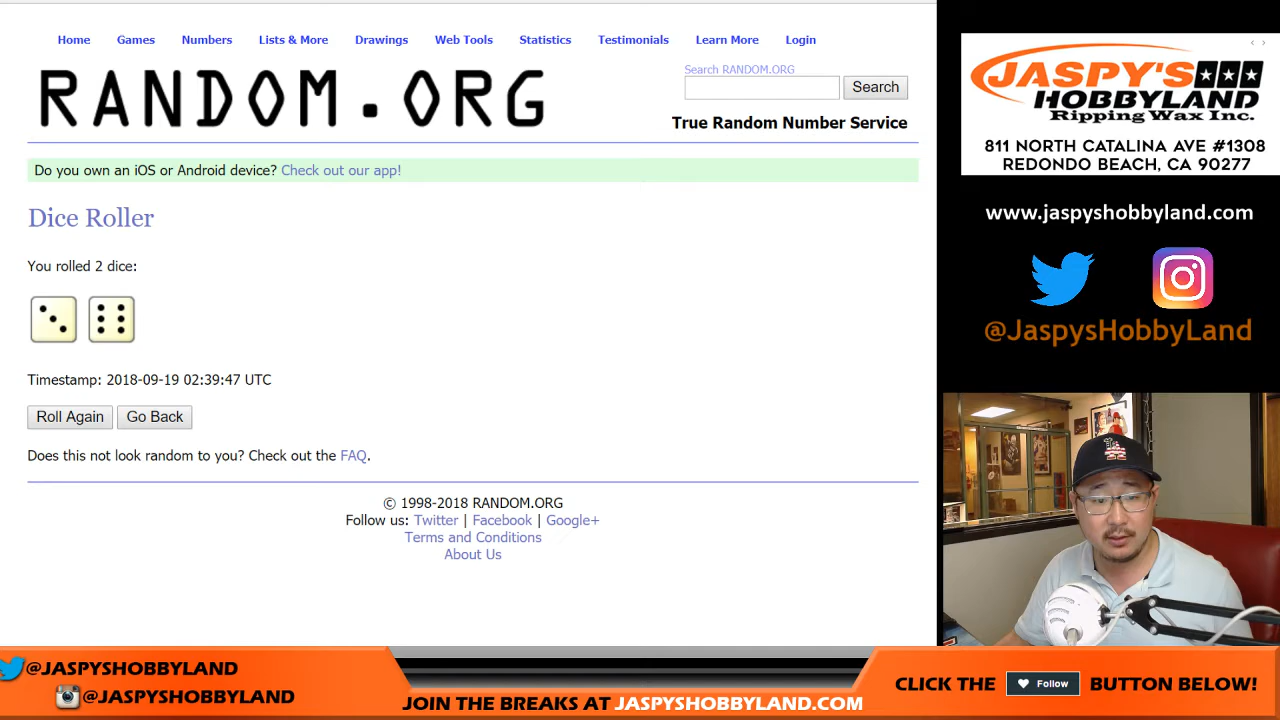 Home Games Numbers Lists & More Drawings Web Tools Statistics Testimonials Learn More Login
RANDOM.ORG
Search RANDOM.ORG
Search
True Random Number Service
Do you own an iOS or Android device? Check out our app!
Dice Roller
You rolled 2 dice:
Timestamp: 2018-09-19 02:39:47 UTC
Roll Again Go Back
Does this not look random to you? Check out the FAQ.
© 1998-2018 RANDOM.ORG
Follow us: Twitter | Facebook | Google+
Terms and Conditions
About Us
JASPY'S
HOBBYLAND
Ripping Wax Inc.
811 NORTH CATALINA AVE #1308
REDONDO BEACH, CA 90277
www.jaspyshobbyland.com
@JaspysHobbyLand
@JASPYSHOBBYLAND
@JASPYSHOBBYLAND
JOIN THE BREAKS AT JASPYSHOBBYLAND.COM
CLICK THE Follow BUTTON BELOW!